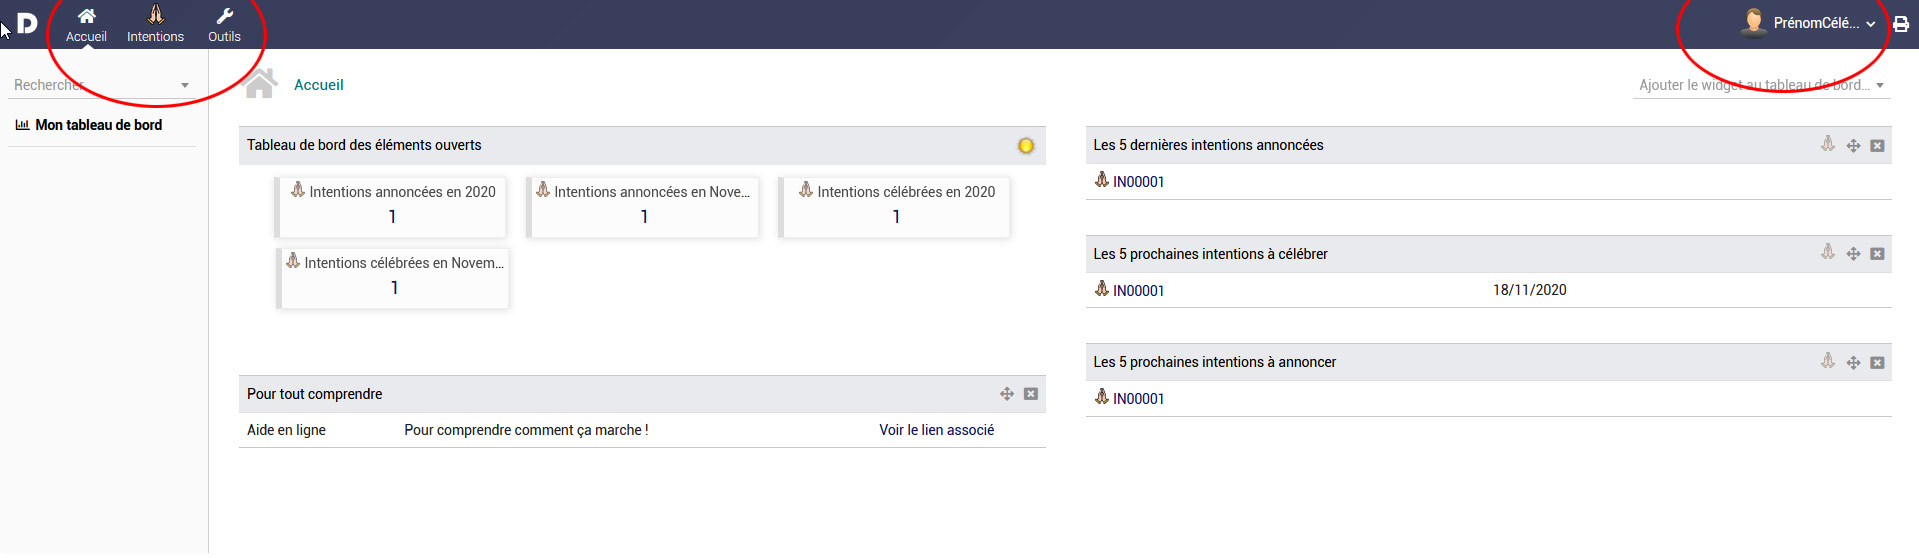 D
Accueil Intentions Outils
PrénomCélé...
Rechercher
Accueil
Ajouter le widget au tableau de bord...
Mon tableau de bord
Tableau de bord des éléments ouverts
Intentions annoncées en 2020
1
Intentions annoncées en Nove...
1
Intentions célébrées en 2020
1
Intentions célébrées en Novem...
1
Pour tout comprendre
Aide en ligne Pour comprendre comment ça marche ! Voir le lien associé
Les 5 dernières intentions annoncées
IN00001
Les 5 prochaines intentions à célébrer
IN00001 18/11/2020
Les 5 prochaines intentions à annoncer
IN00001